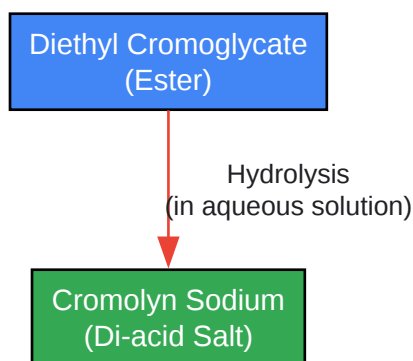 Diethyl Cromoglycate
(Ester)
Hydrolysis
(in aqueous solution)
Cromolyn Sodium
(Di-acid Salt)